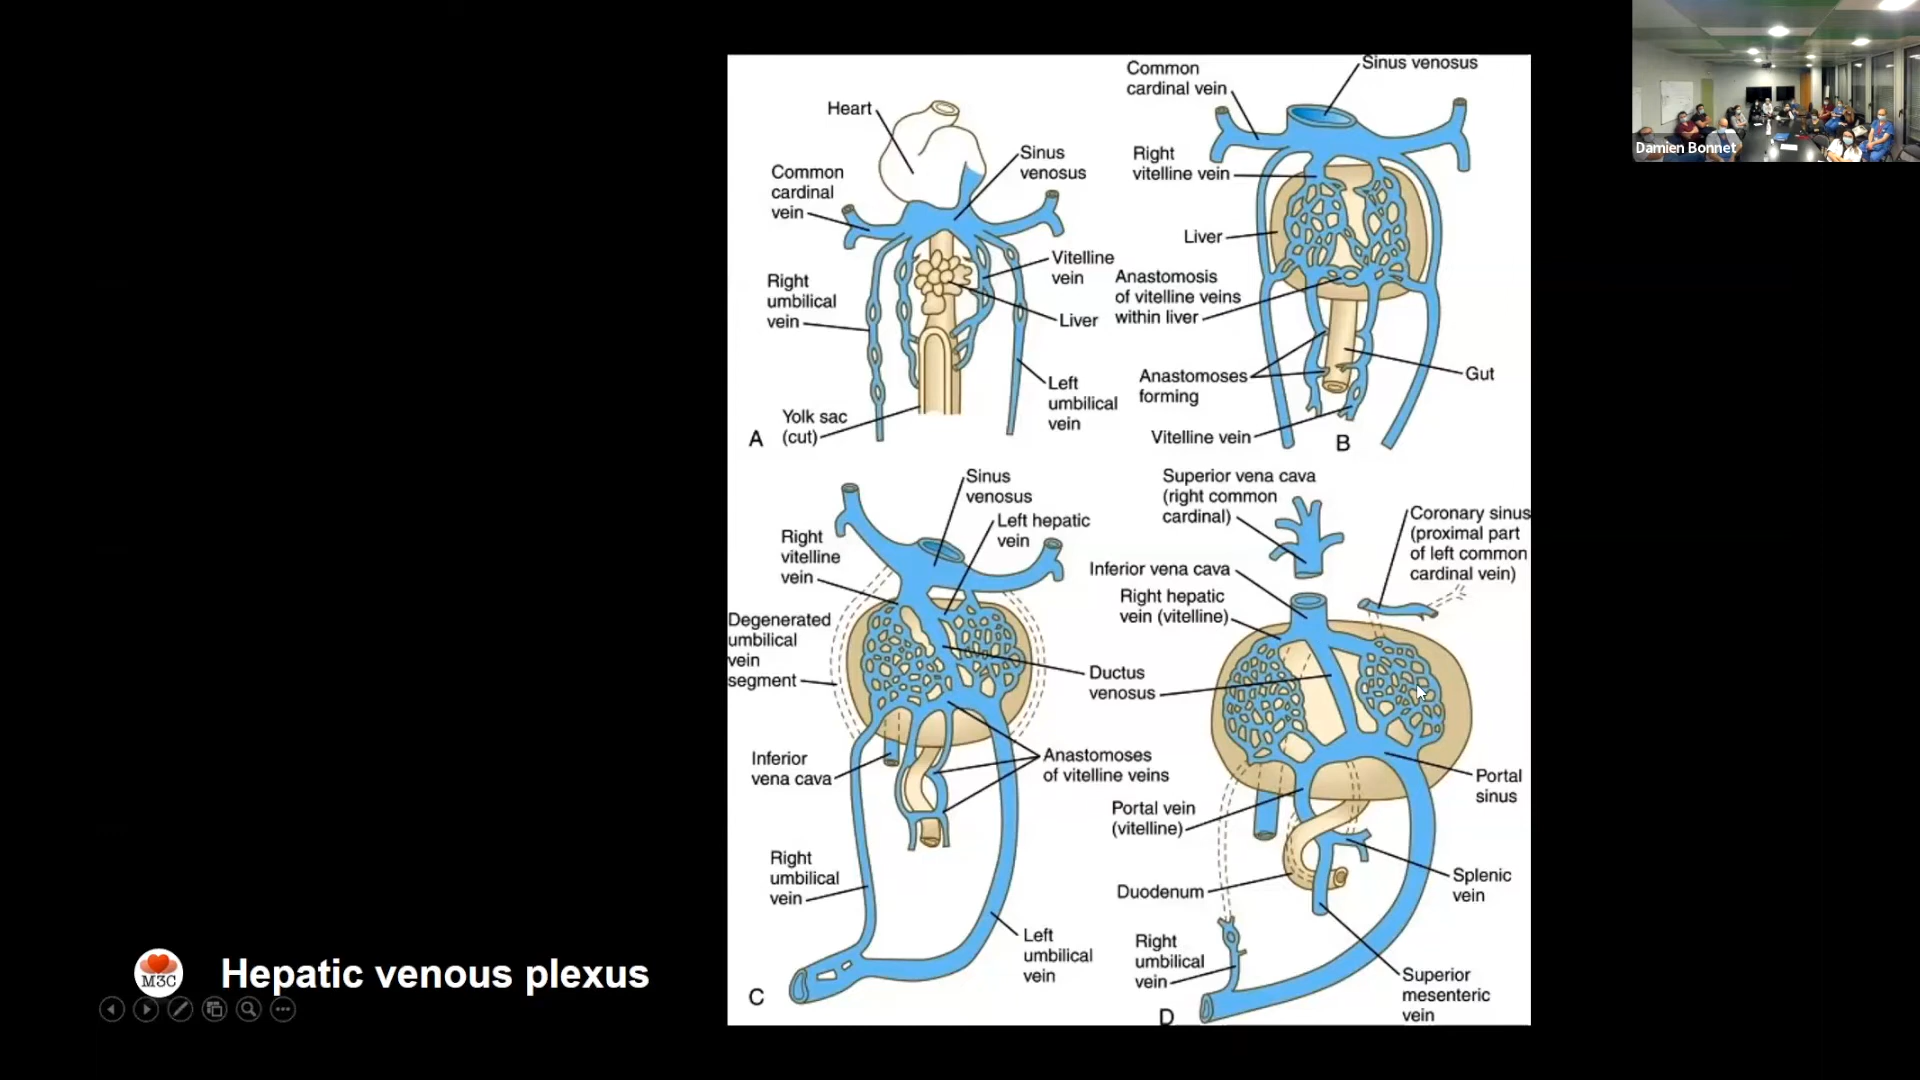 Damien Bonnet
Heart
Common
cardinal
vein
Sinus
venosus
Right
umbilical
vein
Vitelline
vein
Liver
Left
umbilical
vein
Yolk sac
(cut)
A
Common
cardinal vein
Sinus venosus
Right
vitelline vein
Liver
Anastomosis
of vitelline veins
within liver
Anastomoses
forming
Gut
Vitelline vein
B
Sinus
venosus
Left hepatic
vein
Right
vitelline
vein
Degenerated
umbilical
vein
segment
Ductus
venosus
Inferior
vena cava
Anastomoses
of vitelline veins
Right
umbilical
vein
Left
umbilical
vein
C
Superior vena cava
(right common
cardinal)
Coronary sinus
(proximal part
of left common
cardinal vein)
Inferior vena cava
Right hepatic
vein (vitelline)
Portal
sinus
Portal vein
(vitelline)
Splenic
vein
Duodenum
Right
umbilical
vein
Superior
mesenteric
vein
D
M3C
Hepatic venous plexus